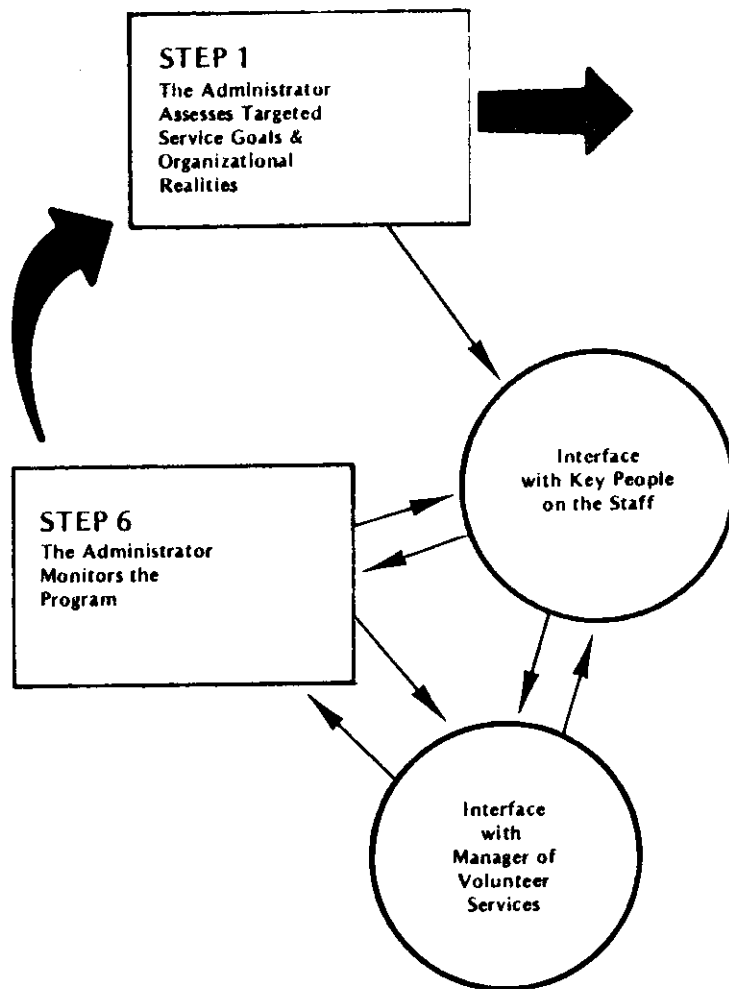 STEP 1
The Administrator
Assesses Targeted
Service Goals &
Organizational
Realities
Interface
with Key People
on the Staff
STEP 6
The Administrator
Monitors the
Program
Interface
with
Manager of
Volunteer
Services